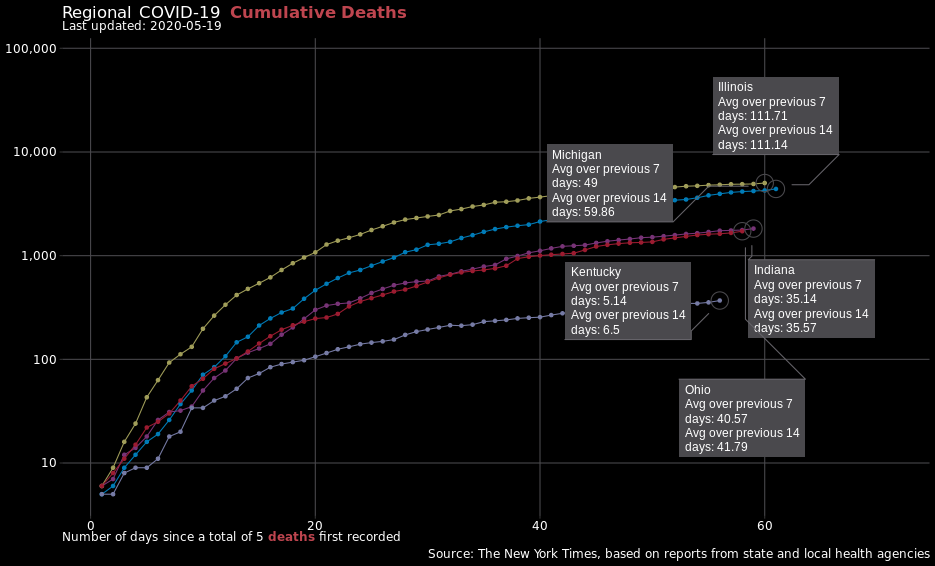 Regional COVID-19 Cumulative Deaths
Last updated: 2020-05-19
100,000
10,000
1,000
100
10
Illinois
Avg over previous 7
days: 111.71
Avg over previous 14
days: 111.14
Michigan
Avg over previous 7
days: 49
Avg over previous 14
days: 59.86
Kentucky
Avg over previous 7
days: 5.14
Avg over previous 14
days: 6.5
Indiana
Avg over previous 7
days: 35.14
Avg over previous 14
days: 35.57
Ohio
Avg over previous 7
days: 40.57
Avg over previous 14
days: 41.79
0 20 40 60
Number of days since a total of 5 deaths first recorded
Source: The New York Times, based on reports from state and local health agencies